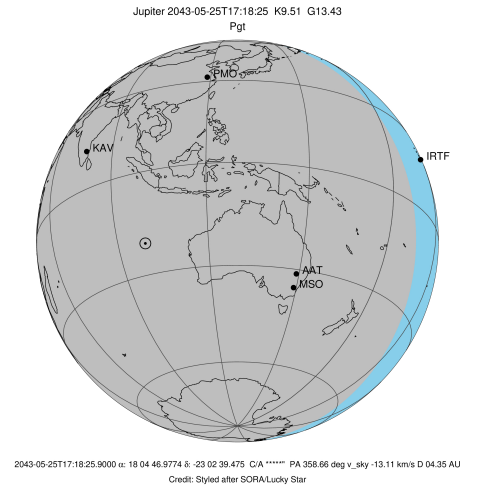 Jupiter 2043-05-25T17:18:25 K9.51 G13.43
Pgt
PMO
KAV
IRTF
AAT
MSO
2043-05-25T17:18:25.9000 α: 18 04 46.9774 δ: -23 02 39.475 C/A *****" PA 358.66 deg v_sky -13.11 km/s D 04.35 AU
Credit: Styled after SORA/Lucky Star